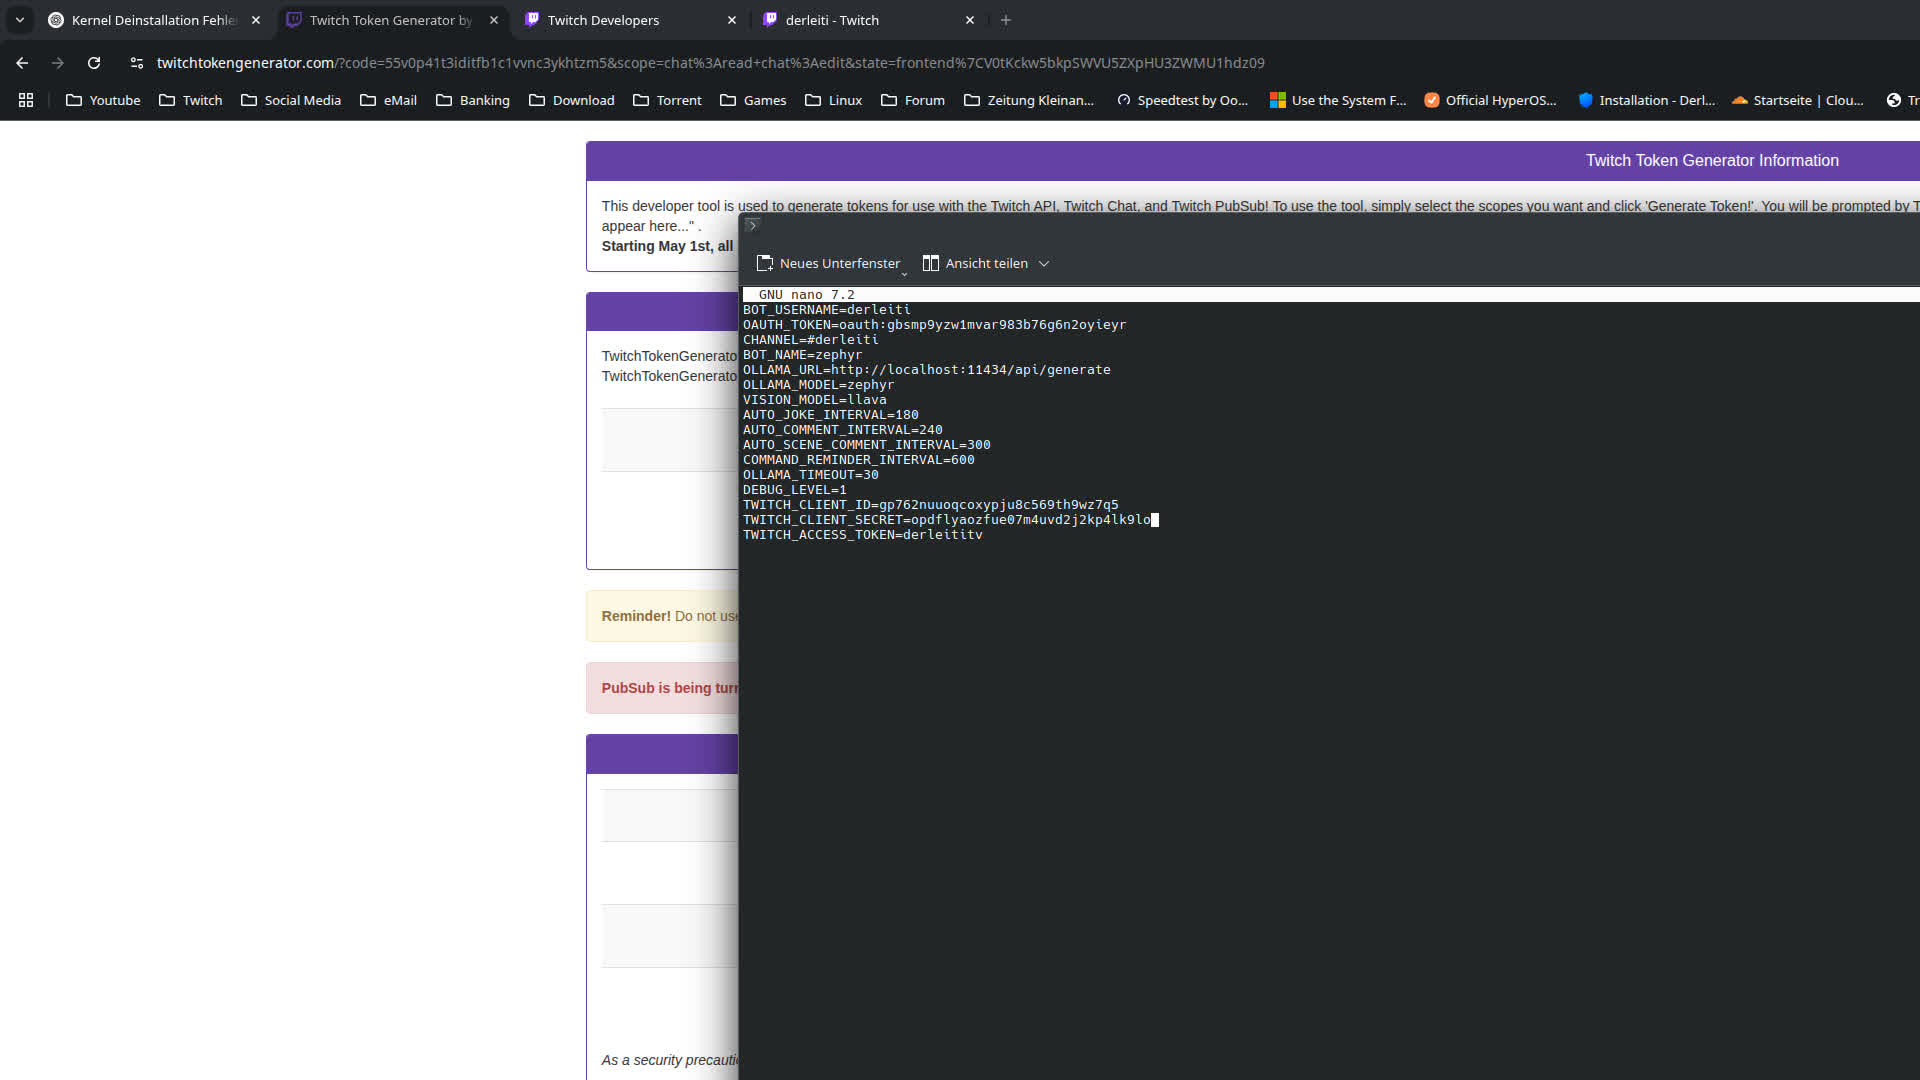 Kernel Deinstallation Fehle
Twitch Token Generator by
Twitch Developers
derleiti - Twitch
twitchtokengenerator.com/?code=55v0p41t3iditfb1c1vvnc3ykhtzm5&scope=chat%3Aread+chat%3Aedit&state=frontend%7CV0tKckw5bkpSWVU5ZXpHU3ZWMU1hdz09
Youtube
Twitch
Social Media
eMail
Banking
Download
Torrent
Games
Linux
Forum
Zeitung Kleinan...
Speedtest by Oo...
Use the System F...
Official HyperOS...
Installation - Derl...
Startseite | Clou...
Tr
Twitch Token Generator Information
This developer tool is used to generate tokens for use with the Twitch API, Twitch Chat, and Twitch PubSub! To use the tool, simply select the scopes you want and click 'Generate Token!'. You will be prompted by T
appear here..." .
Starting May 1st, all
TwitchTokenGenerato
TwitchTokenGenerato
Reminder! Do not use
PubSub is being turn
As a security precauti
Neues Unterfenster
Ansicht teilen
GNU nano 7.2
BOT_USERNAME=derleiti
OAUTH_TOKEN=oauth:gbsmp9yzw1mvar983b76g6n2oyieyr
CHANNEL=#derleiti
BOT_NAME=zephyr
OLLAMA_URL=http://localhost:11434/api/generate
OLLAMA_MODEL=zephyr
VISION_MODEL=llava
AUTO_JOKE_INTERVAL=180
AUTO_COMMENT_INTERVAL=240
AUTO_SCENE_COMMENT_INTERVAL=300
COMMAND_REMINDER_INTERVAL=600
OLLAMA_TIMEOUT=30
DEBUG_LEVEL=1
TWITCH_CLIENT_ID=gp762nuuoqcoxypju8c569th9wz7q5
TWITCH_CLIENT_SECRET=opdflyaozfue07m4uvd2j2kp4lk9lo
TWITCH_ACCESS_TOKEN=derleititv